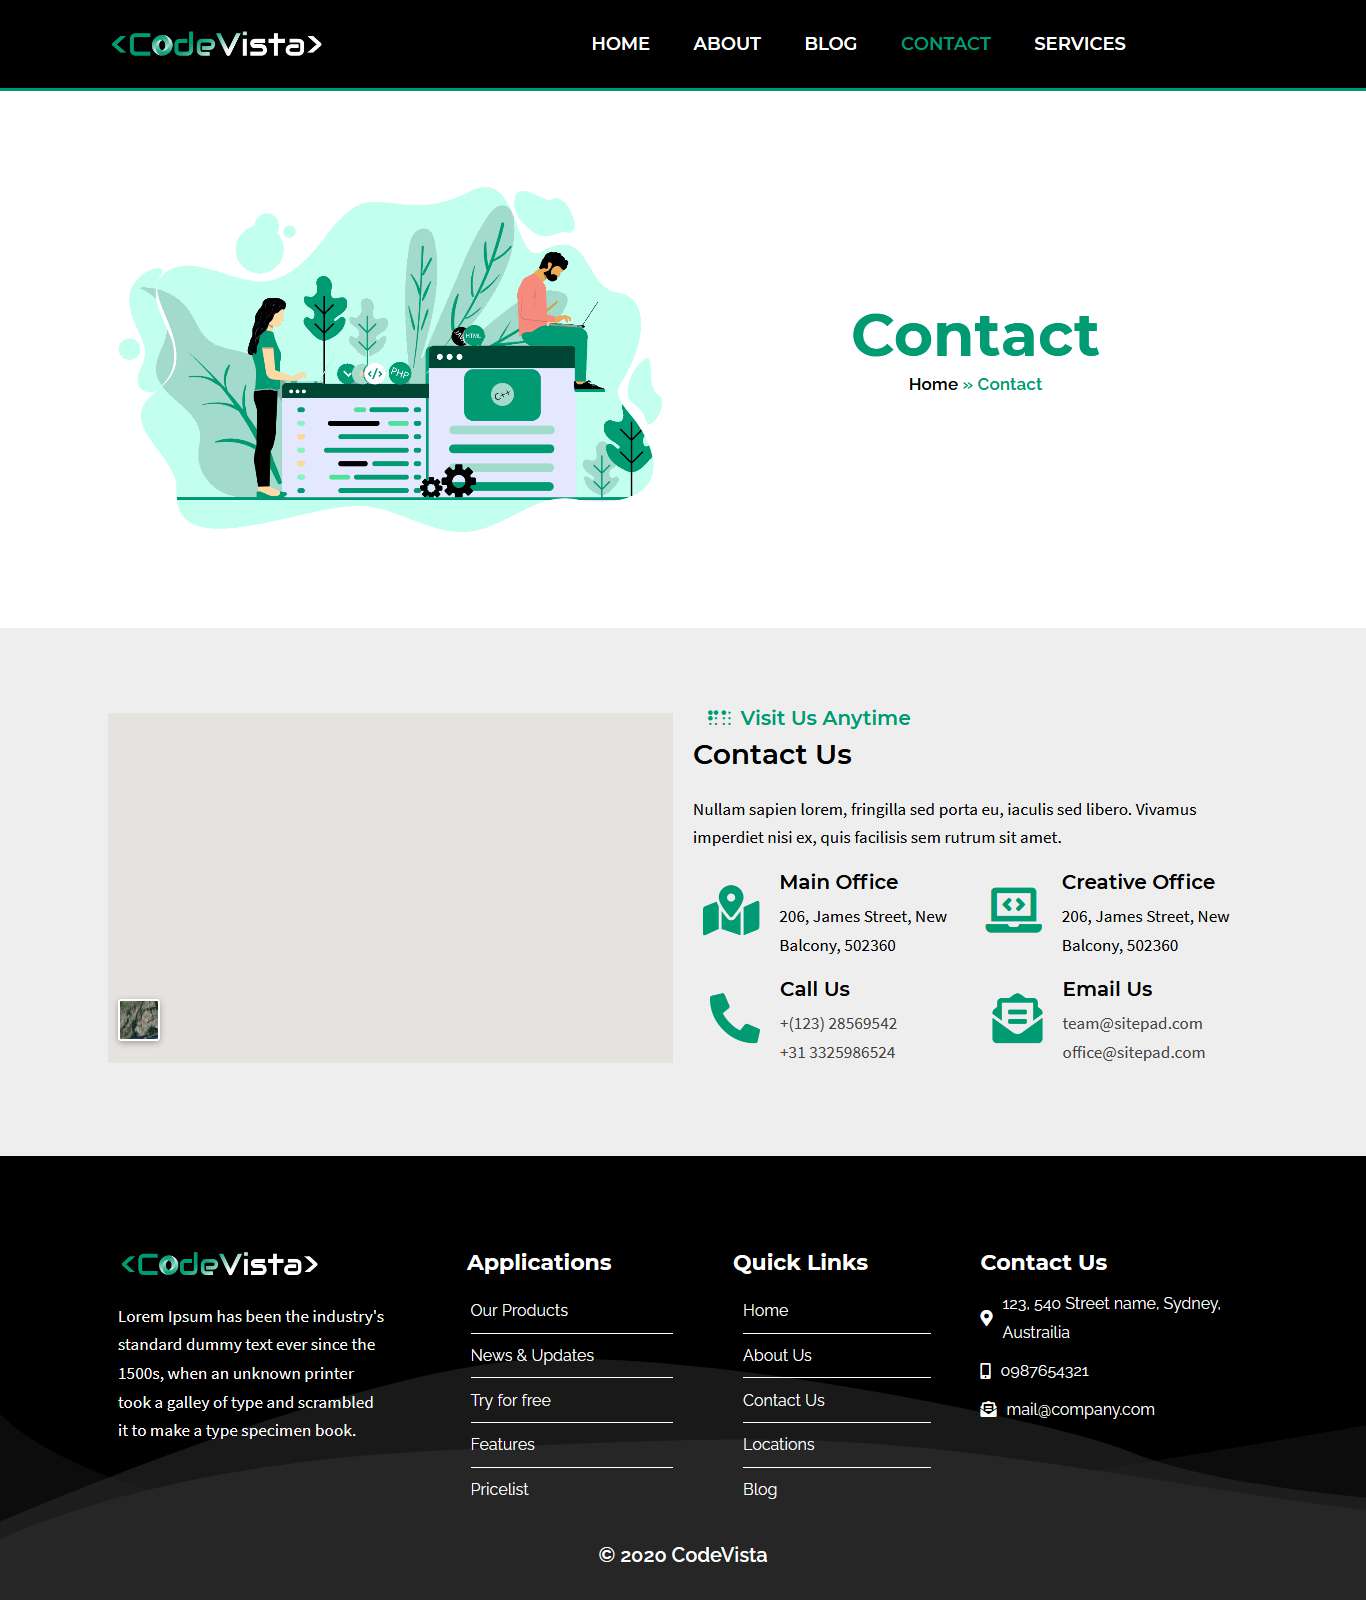 <CodeVista>
HOME ABOUT BLOG CONTACT SERVICES
HTML
PHP
C++
Contact
Home » Contact
Visit Us Anytime
Contact Us
Nullam sapien lorem, fringilla sed porta eu, iaculis sed libero. Vivamus
imperdiet nisi ex, quis facilisis sem rutrum sit amet.
Main Office
206, James Street, New
Balcony, 502360
Creative Office
206, James Street, New
Balcony, 502360
Call Us
+(123) 28569542
+31 3325986524
Email Us
team@sitepad.com
office@sitepad.com
<CodeVista>
Lorem Ipsum has been the industry's
standard dummy text ever since the
1500s, when an unknown printer
took a galley of type and scrambled
it to make a type specimen book.
Applications
Our Products
News & Updates
Try for free
Features
Pricelist
Quick Links
Home
About Us
Contact Us
Locations
Blog
Contact Us
123, 540 Street name, Sydney,
Austrailia
0987654321
mail@company.com
© 2020 CodeVista